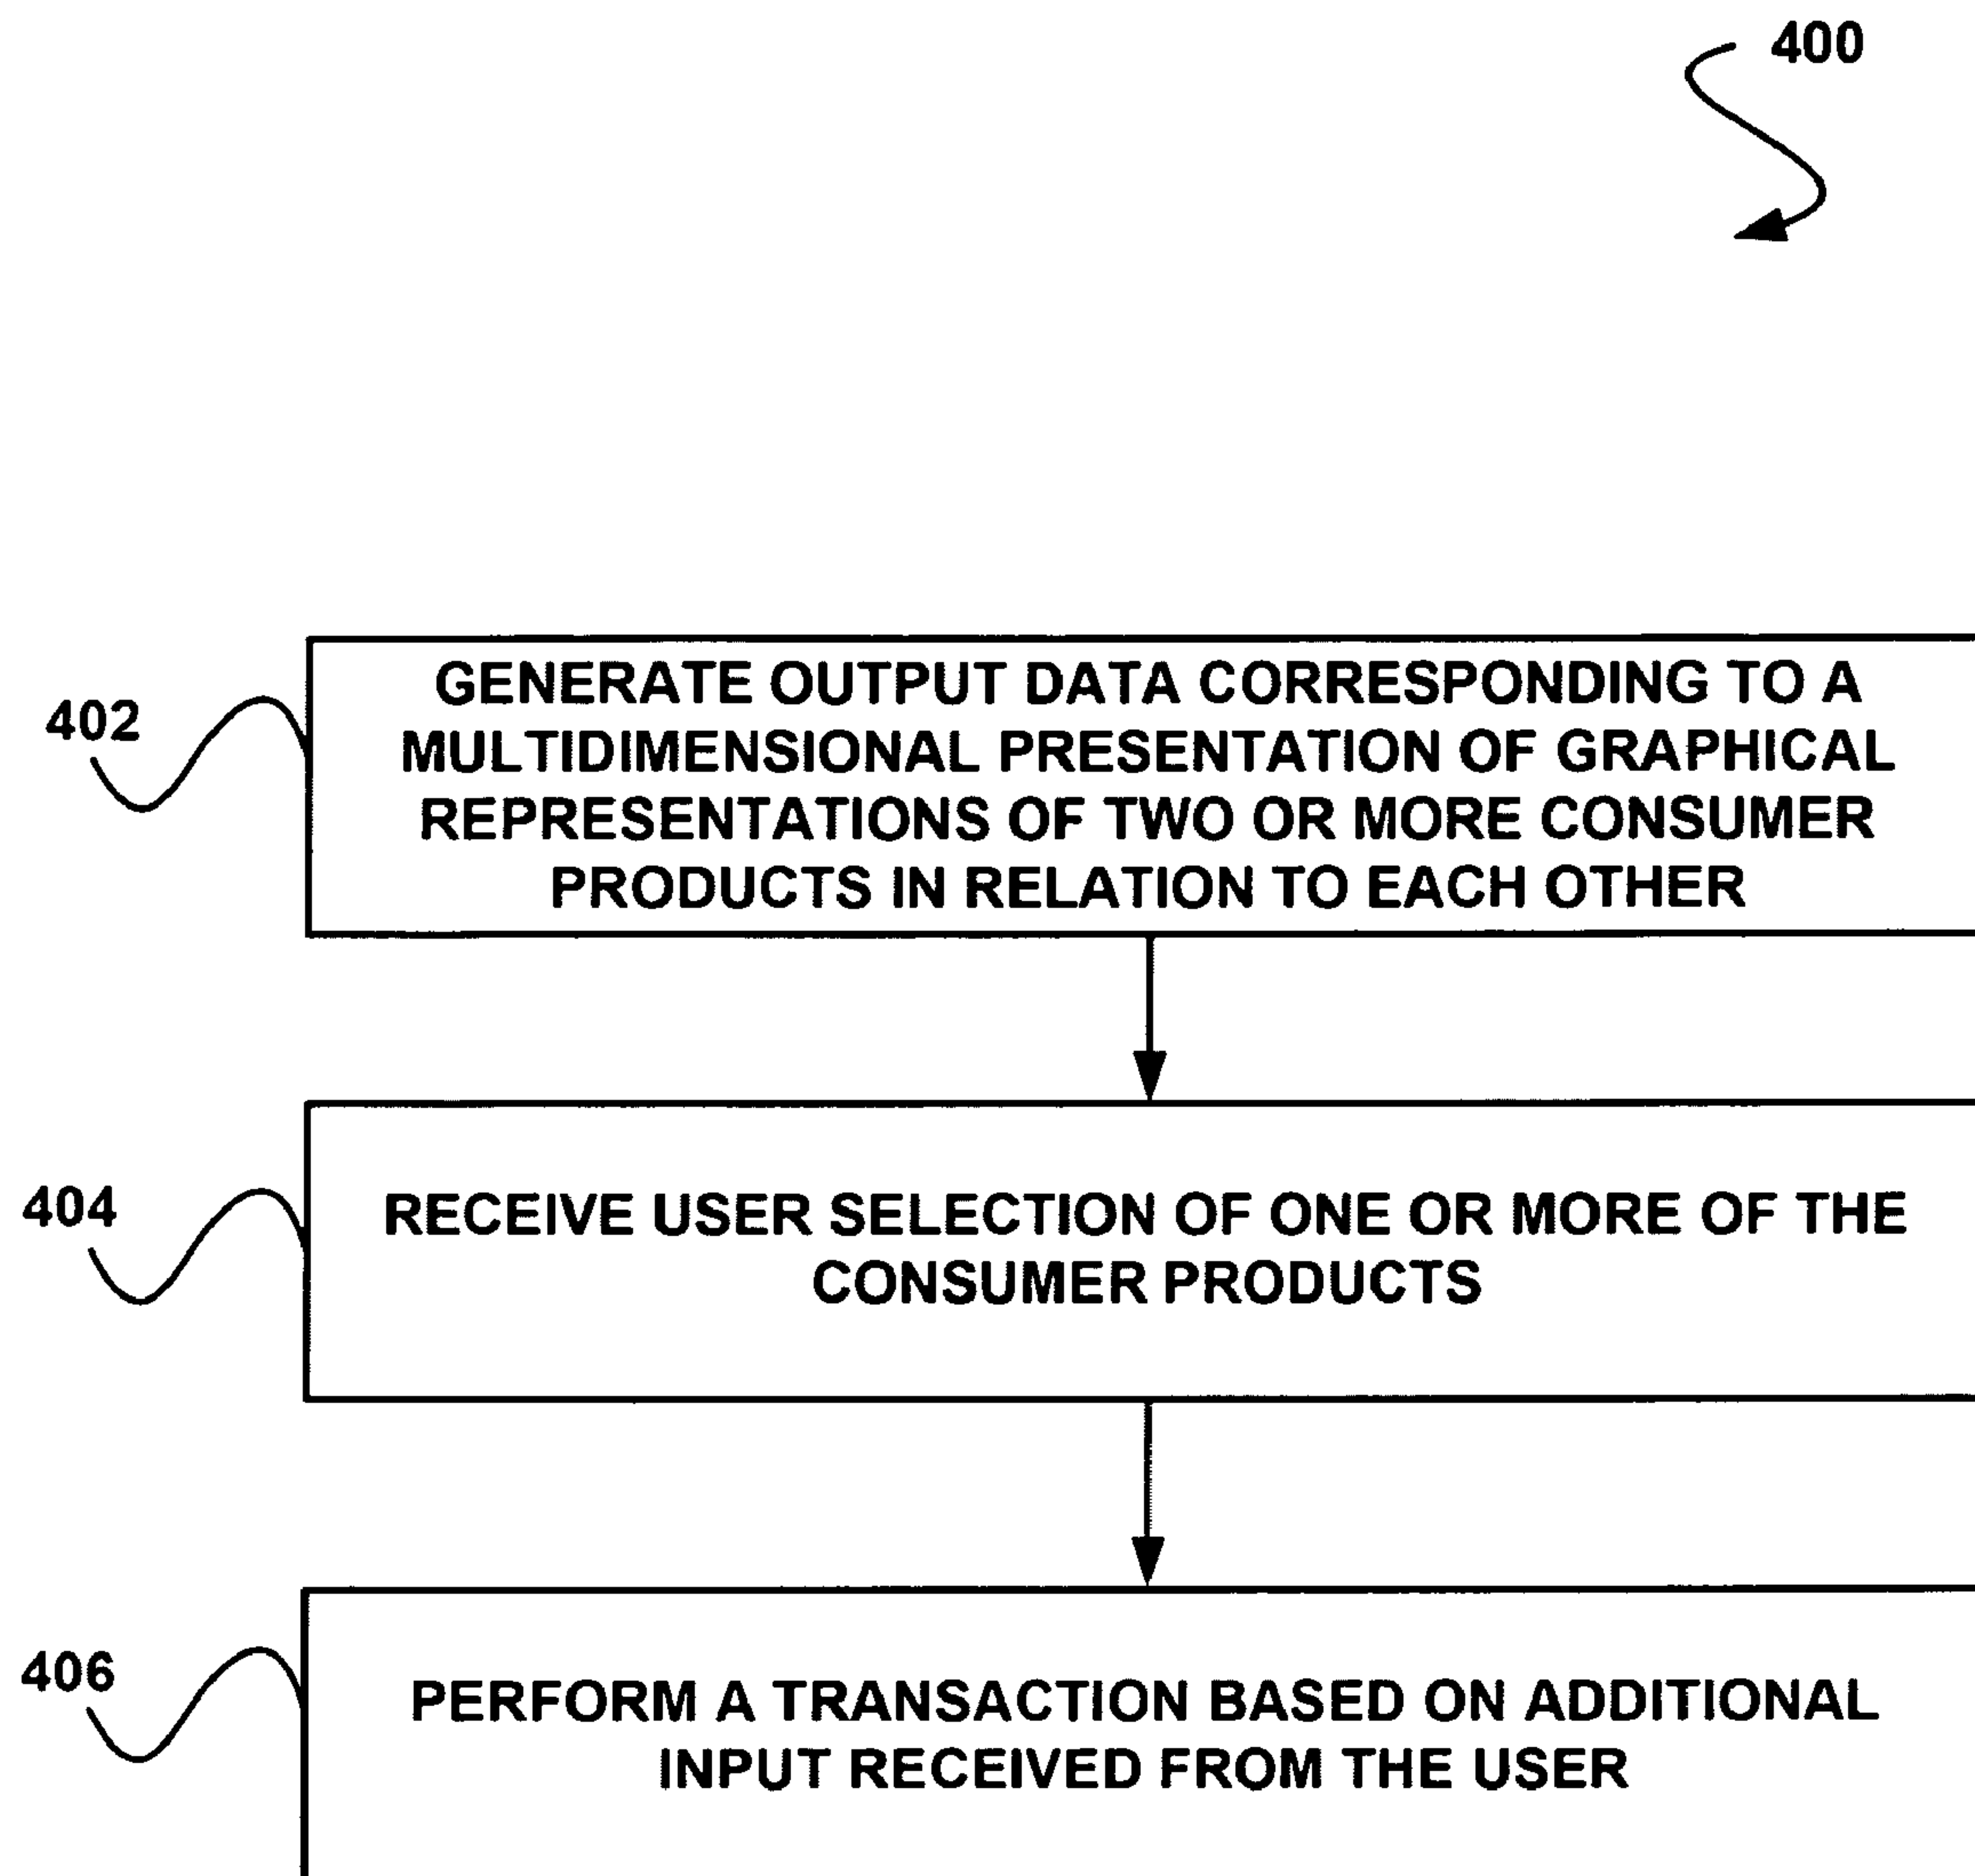 400
402
GENERATE OUTPUT DATA CORRESPONDING TO A
MULTIDIMENSIONAL PRESENTATION OF GRAPHICAL
REPRESENTATIONS OF TWO OR MORE CONSUMER
PRODUCTS IN RELATION TO EACH OTHER
404
RECEIVE USER SELECTION OF ONE OR MORE OF THE
CONSUMER PRODUCTS
406
PERFORM A TRANSACTION BASED ON ADDITIONAL
INPUT RECEIVED FROM THE USER